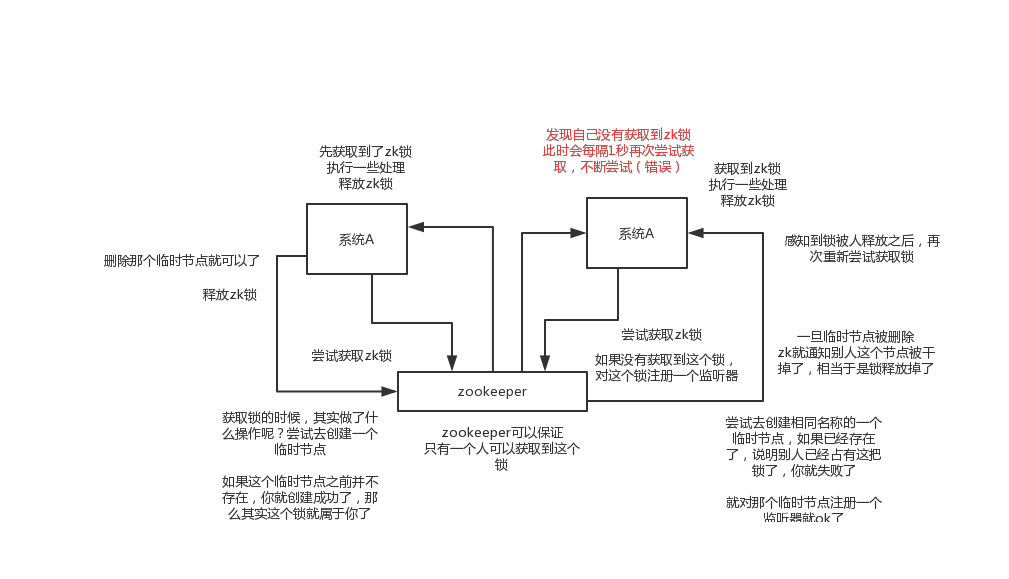 发现自己没有获取到zk锁
此时会每隔1秒再次尝试获
取，不断尝试（错误）
先获取到了zk锁
执行一些处理
释放zk锁
获取到zk锁
执行一些处理
释放zk锁
系统A
系统A
感知到锁被人释放之后，再
次重新尝试获取锁
删除那个临时节点就可以了
释放zk锁
尝试获取zk锁
尝试获取zk锁
如果没有获取到这个锁，
对这个锁注册一个监听器
一旦临时节点被删除
zk就通知别人这个节点被干
掉了，相当于是锁释放掉了
zookeeper
获取锁的时候，其实做了什
么操作呢？尝试去创建一个
临时节点
如果这个临时节点之前并不
存在，你就创建成功了，那
么其实这个锁就属于你了
zookeeper可以保证
只有一个人可以获取到这个
锁
尝试去创建相同名称的一个
临时节点，如果已经存在
了，说明别人已经占有这把
锁了，你就失败了
就对那个临时节点注册一个
监听器就ok了